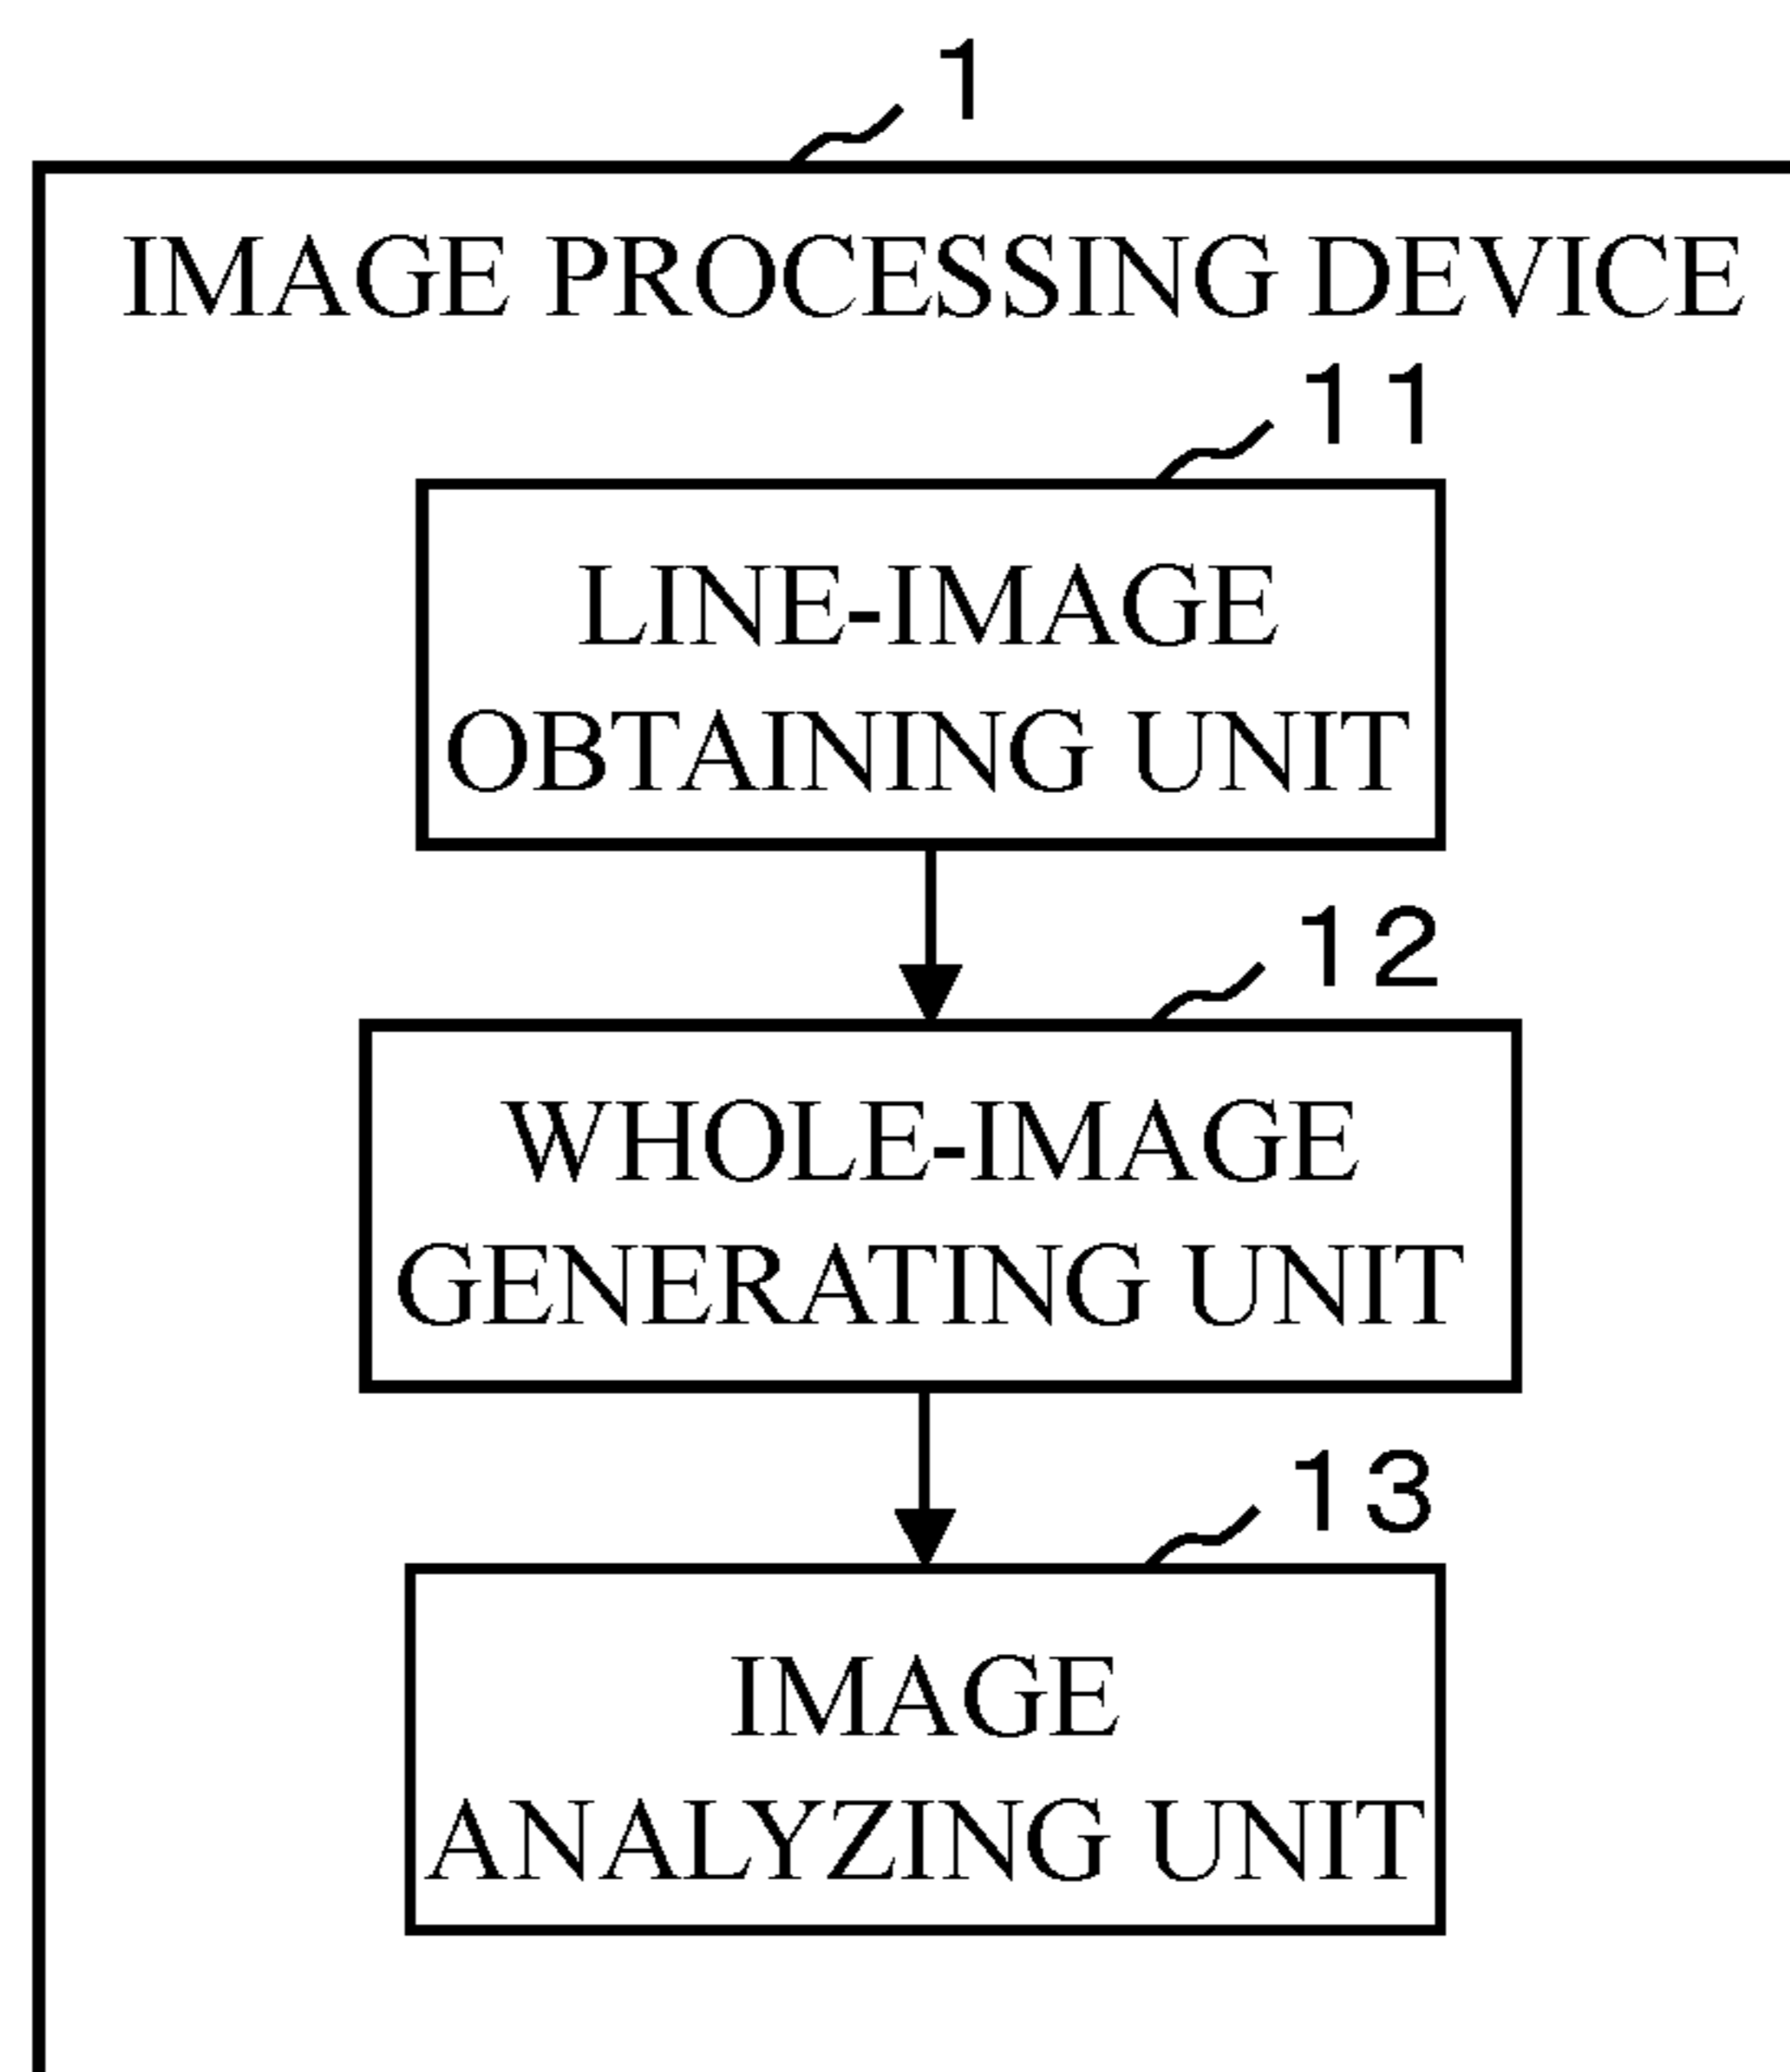 1
IMAGE PROCESSING DEVICE
11
LINE-IMAGE
OBTAINING UNIT
12
WHOLE-IMAGE
GENERATING UNIT
13
IMAGE
ANALYZING UNIT